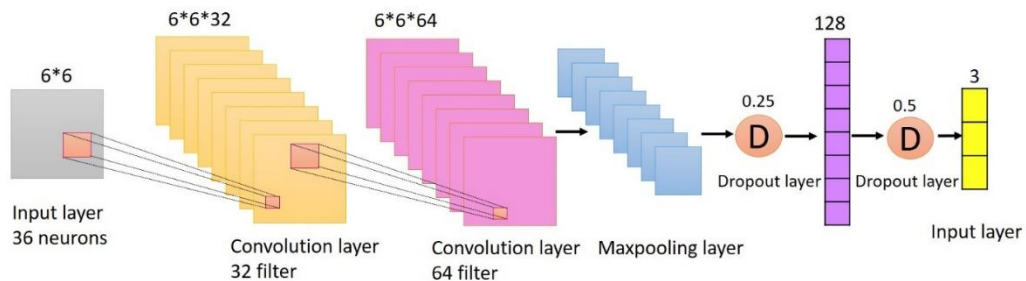 6*6
6*6*32
6*6*64
128
3
0.25
0.5
D
D
Dropout layer
Dropout layer
Input layer
36 neurons
Convolution layer
32 filter
Convolution layer
64 filter
Maxpooling layer
Input layer